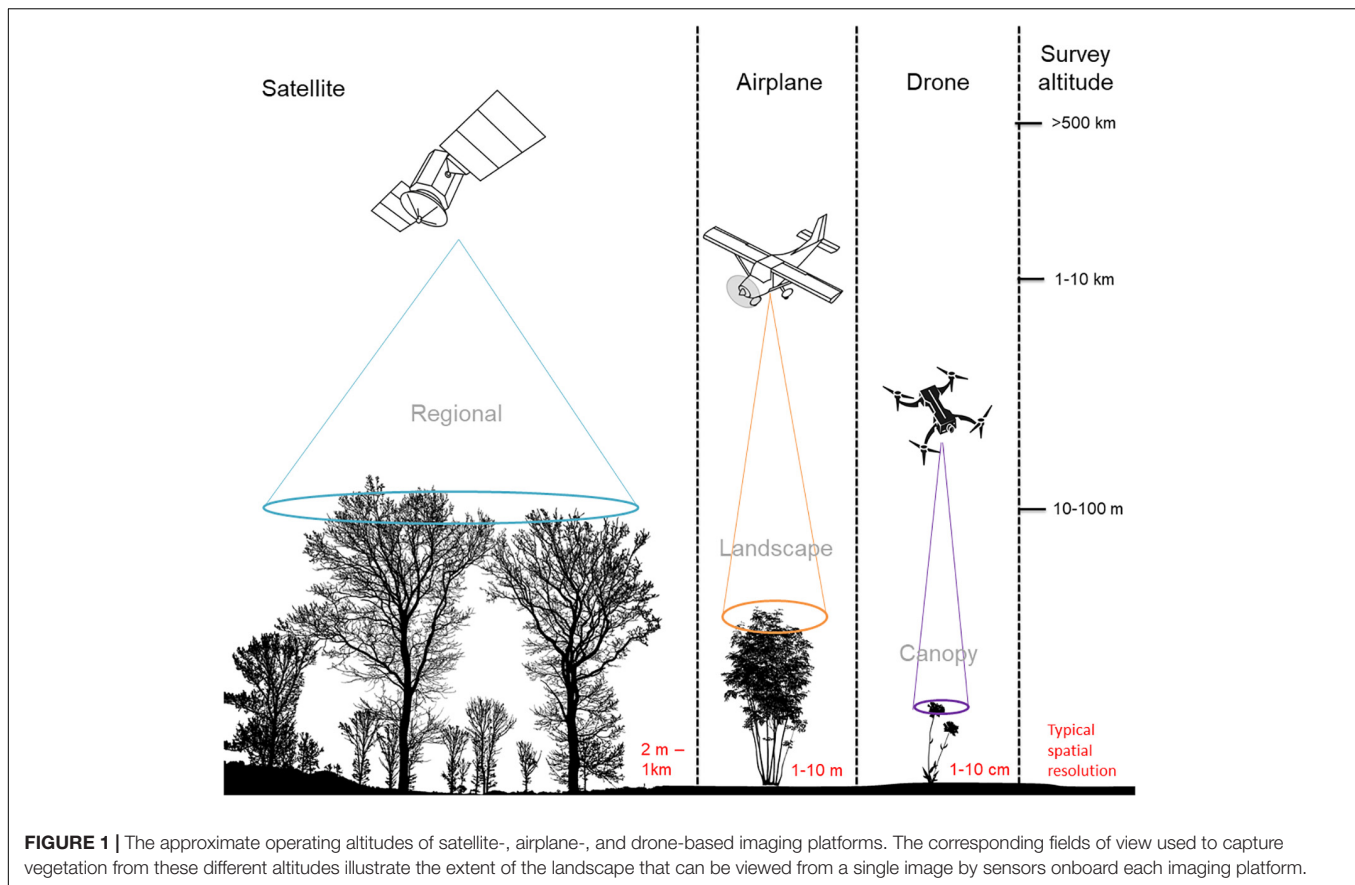 Satellite
Airplane
Drone
Survey
altitude
>500 km
1-10 km
10-100 m
Regional
Landscape
Canopy
2 m –
1km
1-10 m
1-10 cm
Typical
spatial
resolution
FIGURE 1 | The approximate operating altitudes of satellite-, airplane-, and drone-based imaging platforms. The corresponding fields of view used to capture
vegetation from these different altitudes illustrate the extent of the landscape that can be viewed from a single image by sensors onboard each imaging platform.